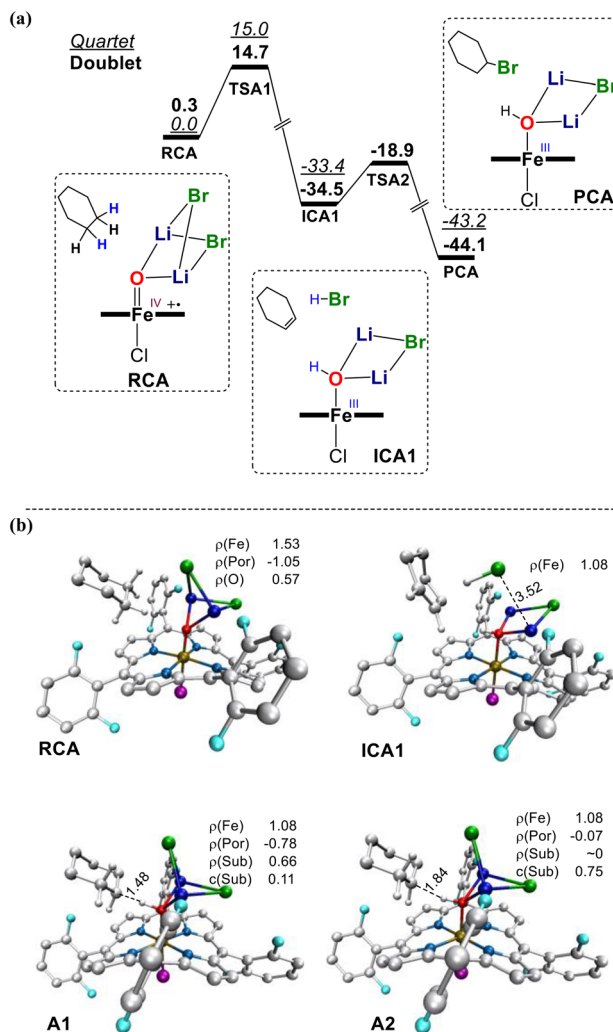 (a)
Quartet
Doublet
15.0
14.7
TSA1
0.3
0.0
RCA
-33.4
-34.5
ICA1
-18.9
TSA2
-43.2
-44.1
PCA
Br
Li
Br
H
O
Li
Fe III
Cl
PCA
H
H
H
Br
Li
Br
O
Li
Fe IV +•
Cl
RCA
H-Br
Li
Br
H
O
Li
Fe III
Cl
ICA1
(b)
ρ(Fe) 1.53
ρ(Por) -1.05
ρ(O) 0.57
RCA
ρ(Fe) 1.08
3.52
ICA1
ρ(Fe) 1.08
ρ(Por) -0.78
ρ(Sub) 0.66
c(Sub) 0.11
1.48
A1
ρ(Fe) 1.08
ρ(Por) -0.07
ρ(Sub) ~0
c(Sub) 0.75
1.84
A2